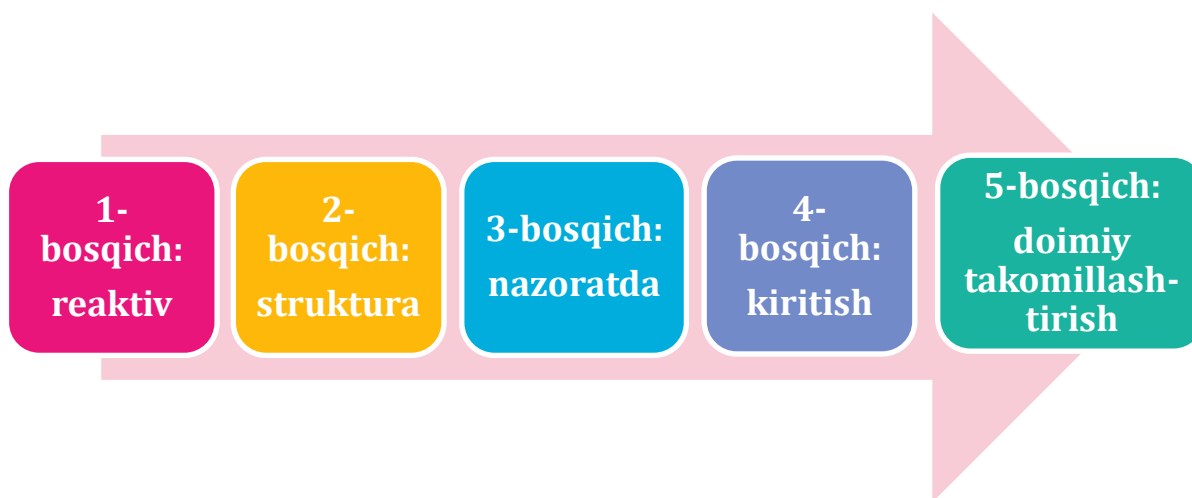 1-
bosqich:
reaktiv
2-
bosqich:
struktura
3-bosqich:
nazoratda
4-
bosqich:
kiritish
5-bosqich:
doimiy
takomillash-
tirish